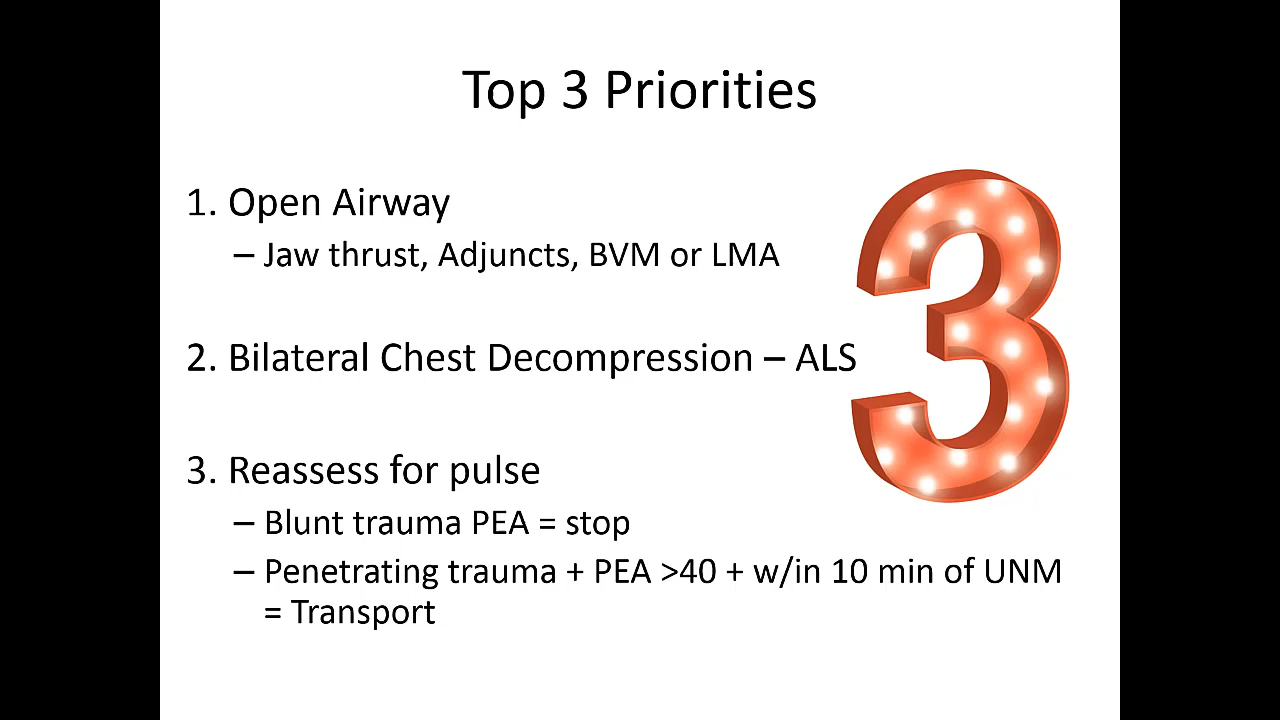 Top 3 Priorities
1. Open Airway
– Jaw thrust, Adjuncts, BVM or LMA
2. Bilateral Chest Decompression – ALS
3. Reassess for pulse
– Blunt trauma PEA = stop
– Penetrating trauma + PEA >40 + w/in 10 min of UNM
= Transport
3